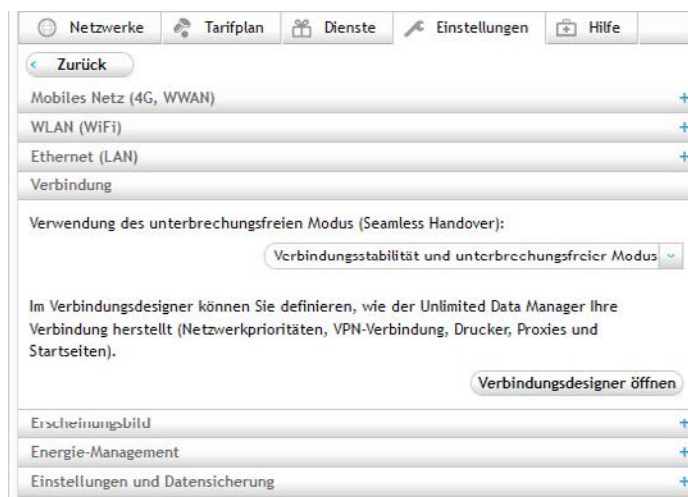 Netzwerke Tarifplan Dienste Einstellungen Hilfe
Zurück
Mobiles Netz (4G, WWAN) +
WLAN (WiFi) +
Ethernet (LAN) +
Verbindung
Verwendung des unterbrechungsfreien Modus (Seamless Handover):
Verbindungsstabilität und unterbrechungsfreier Modus
Im Verbindungsdesigner können Sie definieren, wie der Unlimited Data Manager Ihre
Verbindung herstellt (Netzwerkprioritäten, VPN-Verbindung, Drucker, Proxies und
Startseiten).
Verbindungsdesigner öffnen
Erscheinungsbild +
Energie-Management +
Einstellungen und Datensicherung +